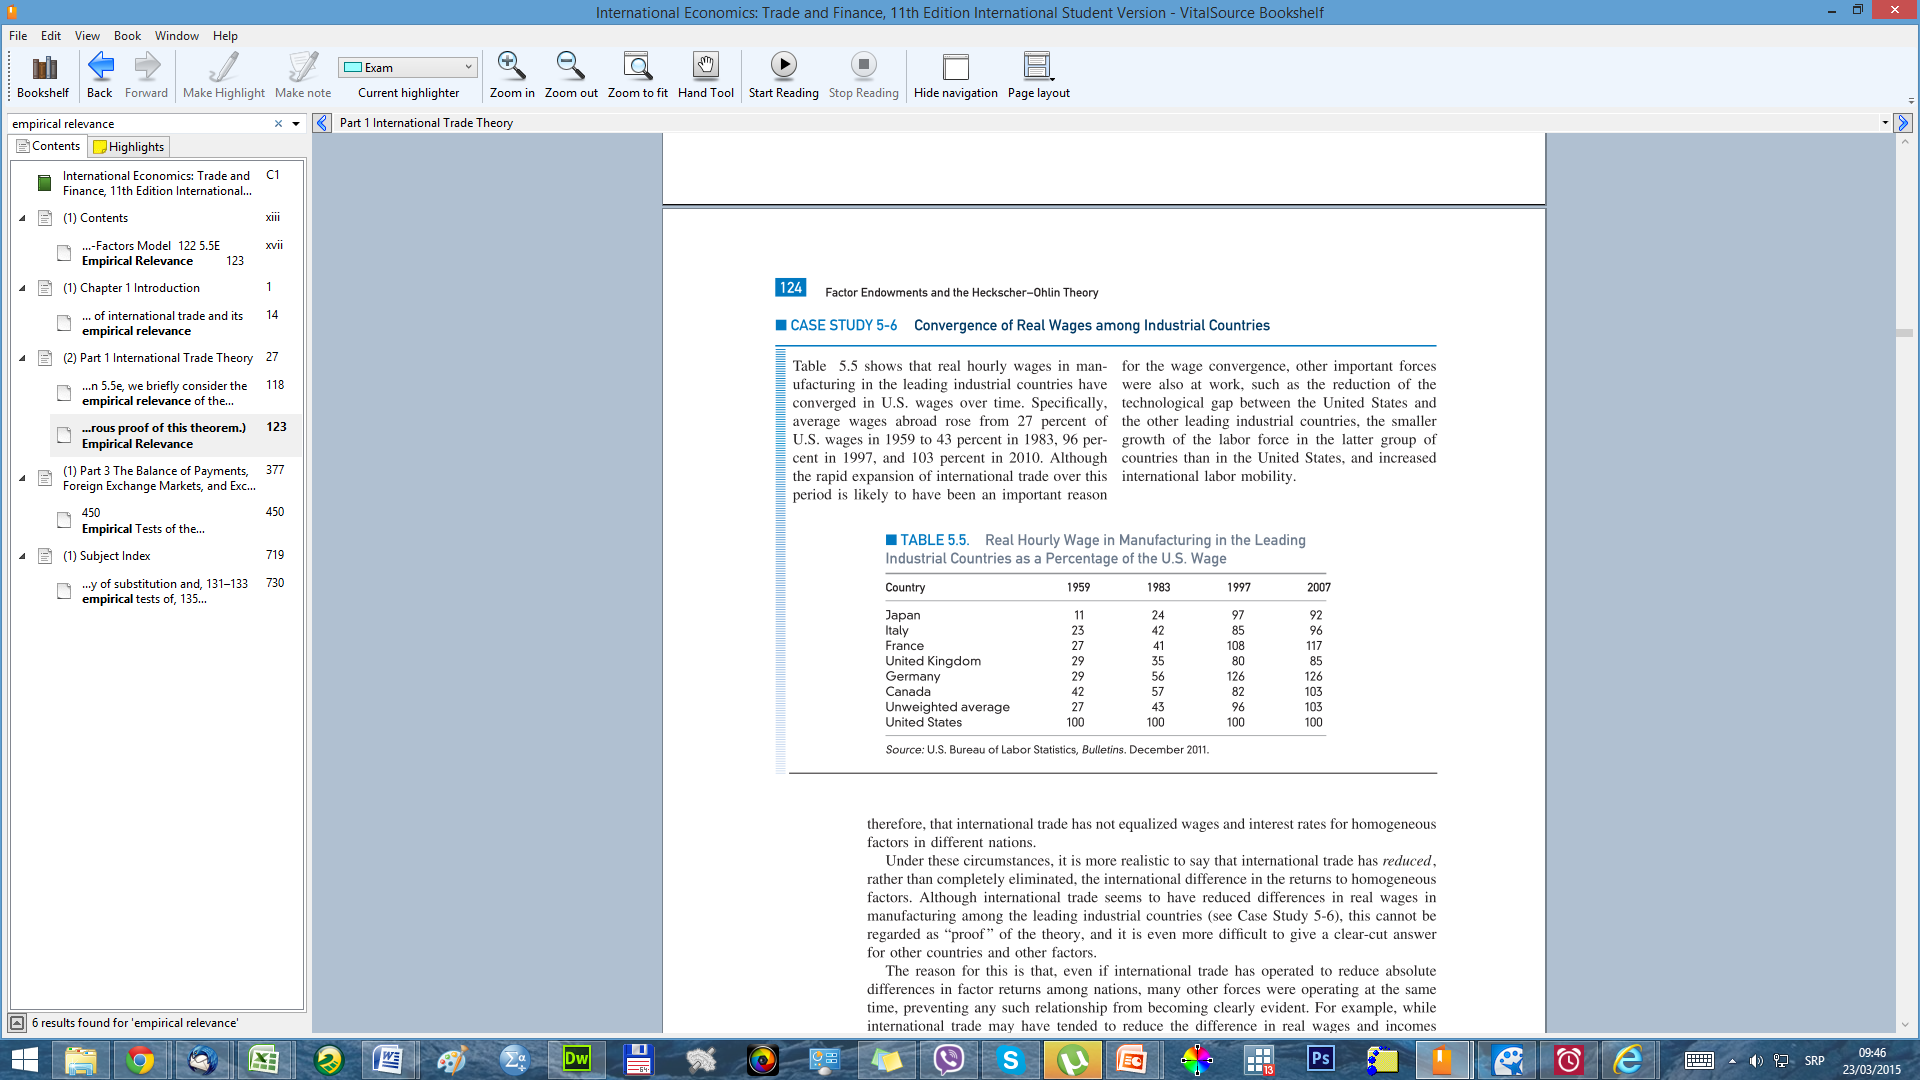 International Economics: Trade and Finance, 11th Edition International Student Version - VitalSource Bookshelf
File Edit View Book Window Help
Bookshelf Back Forward Make Highlight Make note Exam Current highlighter Zoom in Zoom out Zoom to fit Hand Tool Start Reading Stop Reading Hide navigation Page layout
empirical relevance
Part 1 International Trade Theory
Contents Highlights
International Economics: Trade and C1
Finance, 11th Edition International...
(1) Contents xiii
...-Factors Model 122 5.5E xvii
Empirical Relevance 123
(1) Chapter 1 Introduction 1
... of international trade and its 14
empirical relevance
(2) Part 1 International Trade Theory 27
...n 5.5e, we briefly consider the 118
empirical relevance of the...
...rous proof of this theorem.) 123
Empirical Relevance
(1) Part 3 The Balance of Payments, 377
Foreign Exchange Markets, and Exc...
450 450
Empirical Tests of the...
(1) Subject Index 719
...y of substitution and, 131–133 730
empirical tests of, 135...
6 results found for 'empirical relevance'
124 Factor Endowments and the Heckscher–Ohlin Theory
CASE STUDY 5-6 Convergence of Real Wages among Industrial Countries
Table 5.5 shows that real hourly wages in man-
ufacturing in the leading industrial countries have
converged in U.S. wages over time. Specifically,
average wages abroad rose from 27 percent of
U.S. wages in 1959 to 43 percent in 1983, 96 per-
cent in 1997, and 103 percent in 2010. Although
the rapid expansion of international trade over this
period is likely to have been an important reason
for the wage convergence, other important forces
were also at work, such as the reduction of the
technological gap between the United States and
the other leading industrial countries, the smaller
growth of the labor force in the latter group of
countries than in the United States, and increased
international labor mobility.
TABLE 5.5. Real Hourly Wage in Manufacturing in the Leading
Industrial Countries as a Percentage of the U.S. Wage
Country 1959 1983 1997 2007
Japan 11 24 97 92
Italy 23 42 85 96
France 27 41 108 117
United Kingdom 29 35 80 85
Germany 29 56 126 126
Canada 42 57 82 103
Unweighted average 27 43 96 103
United States 100 100 100 100
Source: U.S. Bureau of Labor Statistics, Bulletins. December 2011.
therefore, that international trade has not equalized wages and interest rates for homogeneous
factors in different nations.
Under these circumstances, it is more realistic to say that international trade has reduced,
rather than completely eliminated, the international difference in the returns to homogeneous
factors. Although international trade seems to have reduced differences in real wages in
manufacturing among the leading industrial countries (see Case Study 5-6), this cannot be
regarded as “proof” of the theory, and it is even more difficult to give a clear-cut answer
for other countries and other factors.
The reason for this is that, even if international trade has operated to reduce absolute
differences in factor returns among nations, many other forces were operating at the same
time, preventing any such relationship from becoming clearly evident. For example, while
international trade may have tended to reduce the difference in real wages and incomes
Dw
64
13
Ps
SRP
09:46
23/03/2015